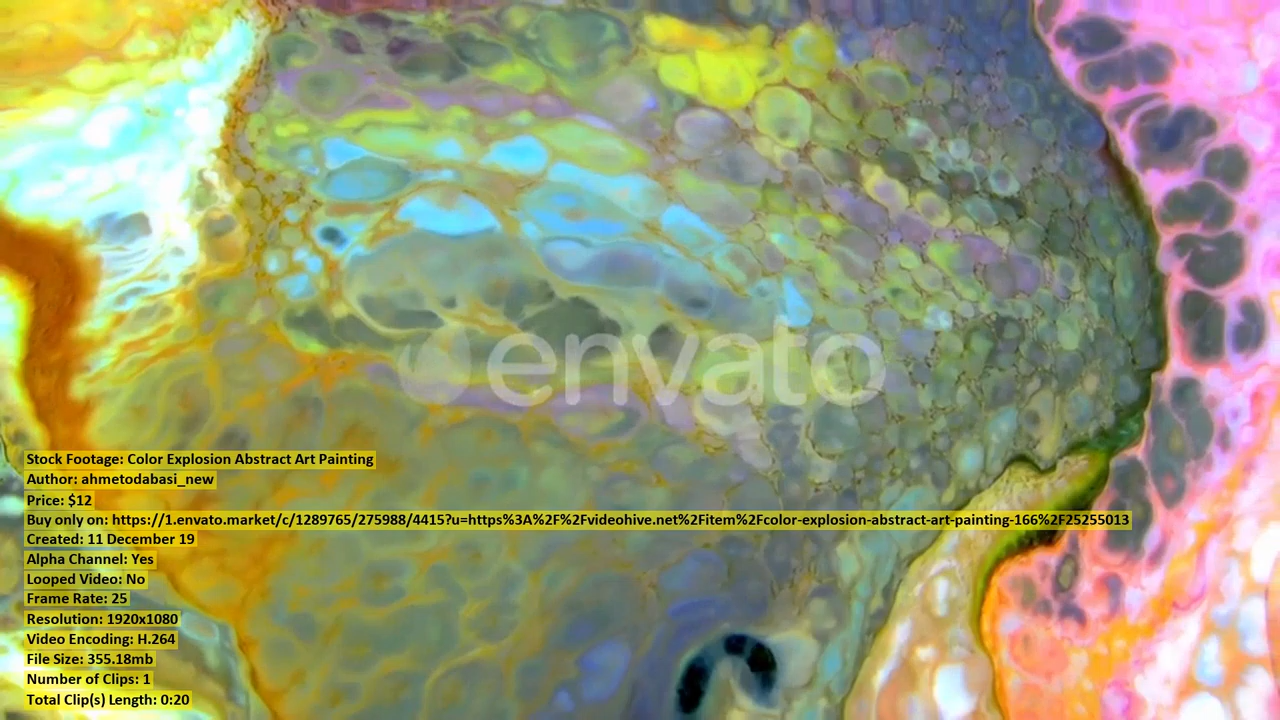 envato
Stock Footage: Color Explosion Abstract Art Painting
Author: ahmetodabasi_new
Price: $12
Buy only on: https://1.envato.market/c/1289765/275988/4415?u=https%3A%2F%2Fvideohive.net%2Fitem%2Fcolor-explosion-abstract-art-painting-166%2F25255013
Created: 11 December 19
Alpha Channel: Yes
Looped Video: No
Frame Rate: 25
Resolution: 1920x1080
Video Encoding: H.264
File Size: 355.18mb
Number of Clips: 1
Total Clip(s) Length: 0:20